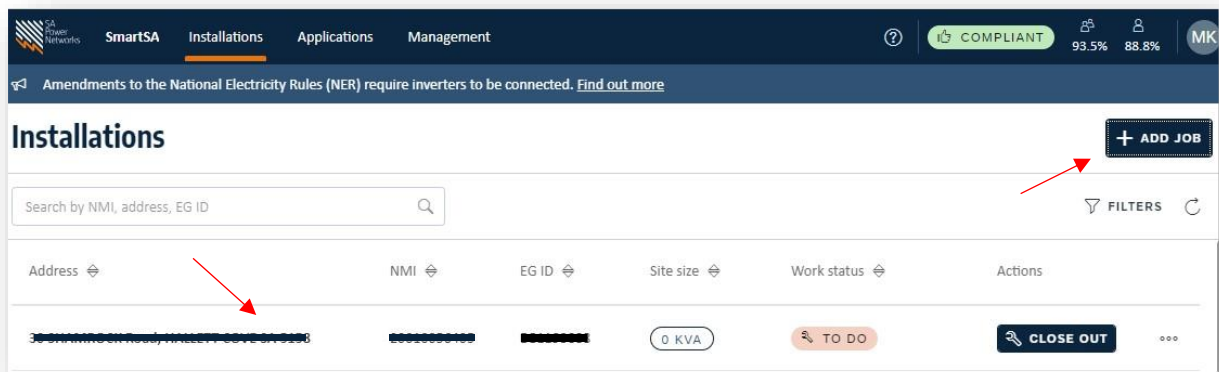 SA Power Networks SmartSA Installations Applications Management COMPLIANT 93.5% 88.8% MK
Amendments to the National Electricity Rules (NER) require inverters to be connected. Find out more
Installations
+ ADD JOB
Search by NMI, address, EG ID
FILTERS
Address NMI EG ID Site size Work status Actions
0 KVA TO DO CLOSE OUT